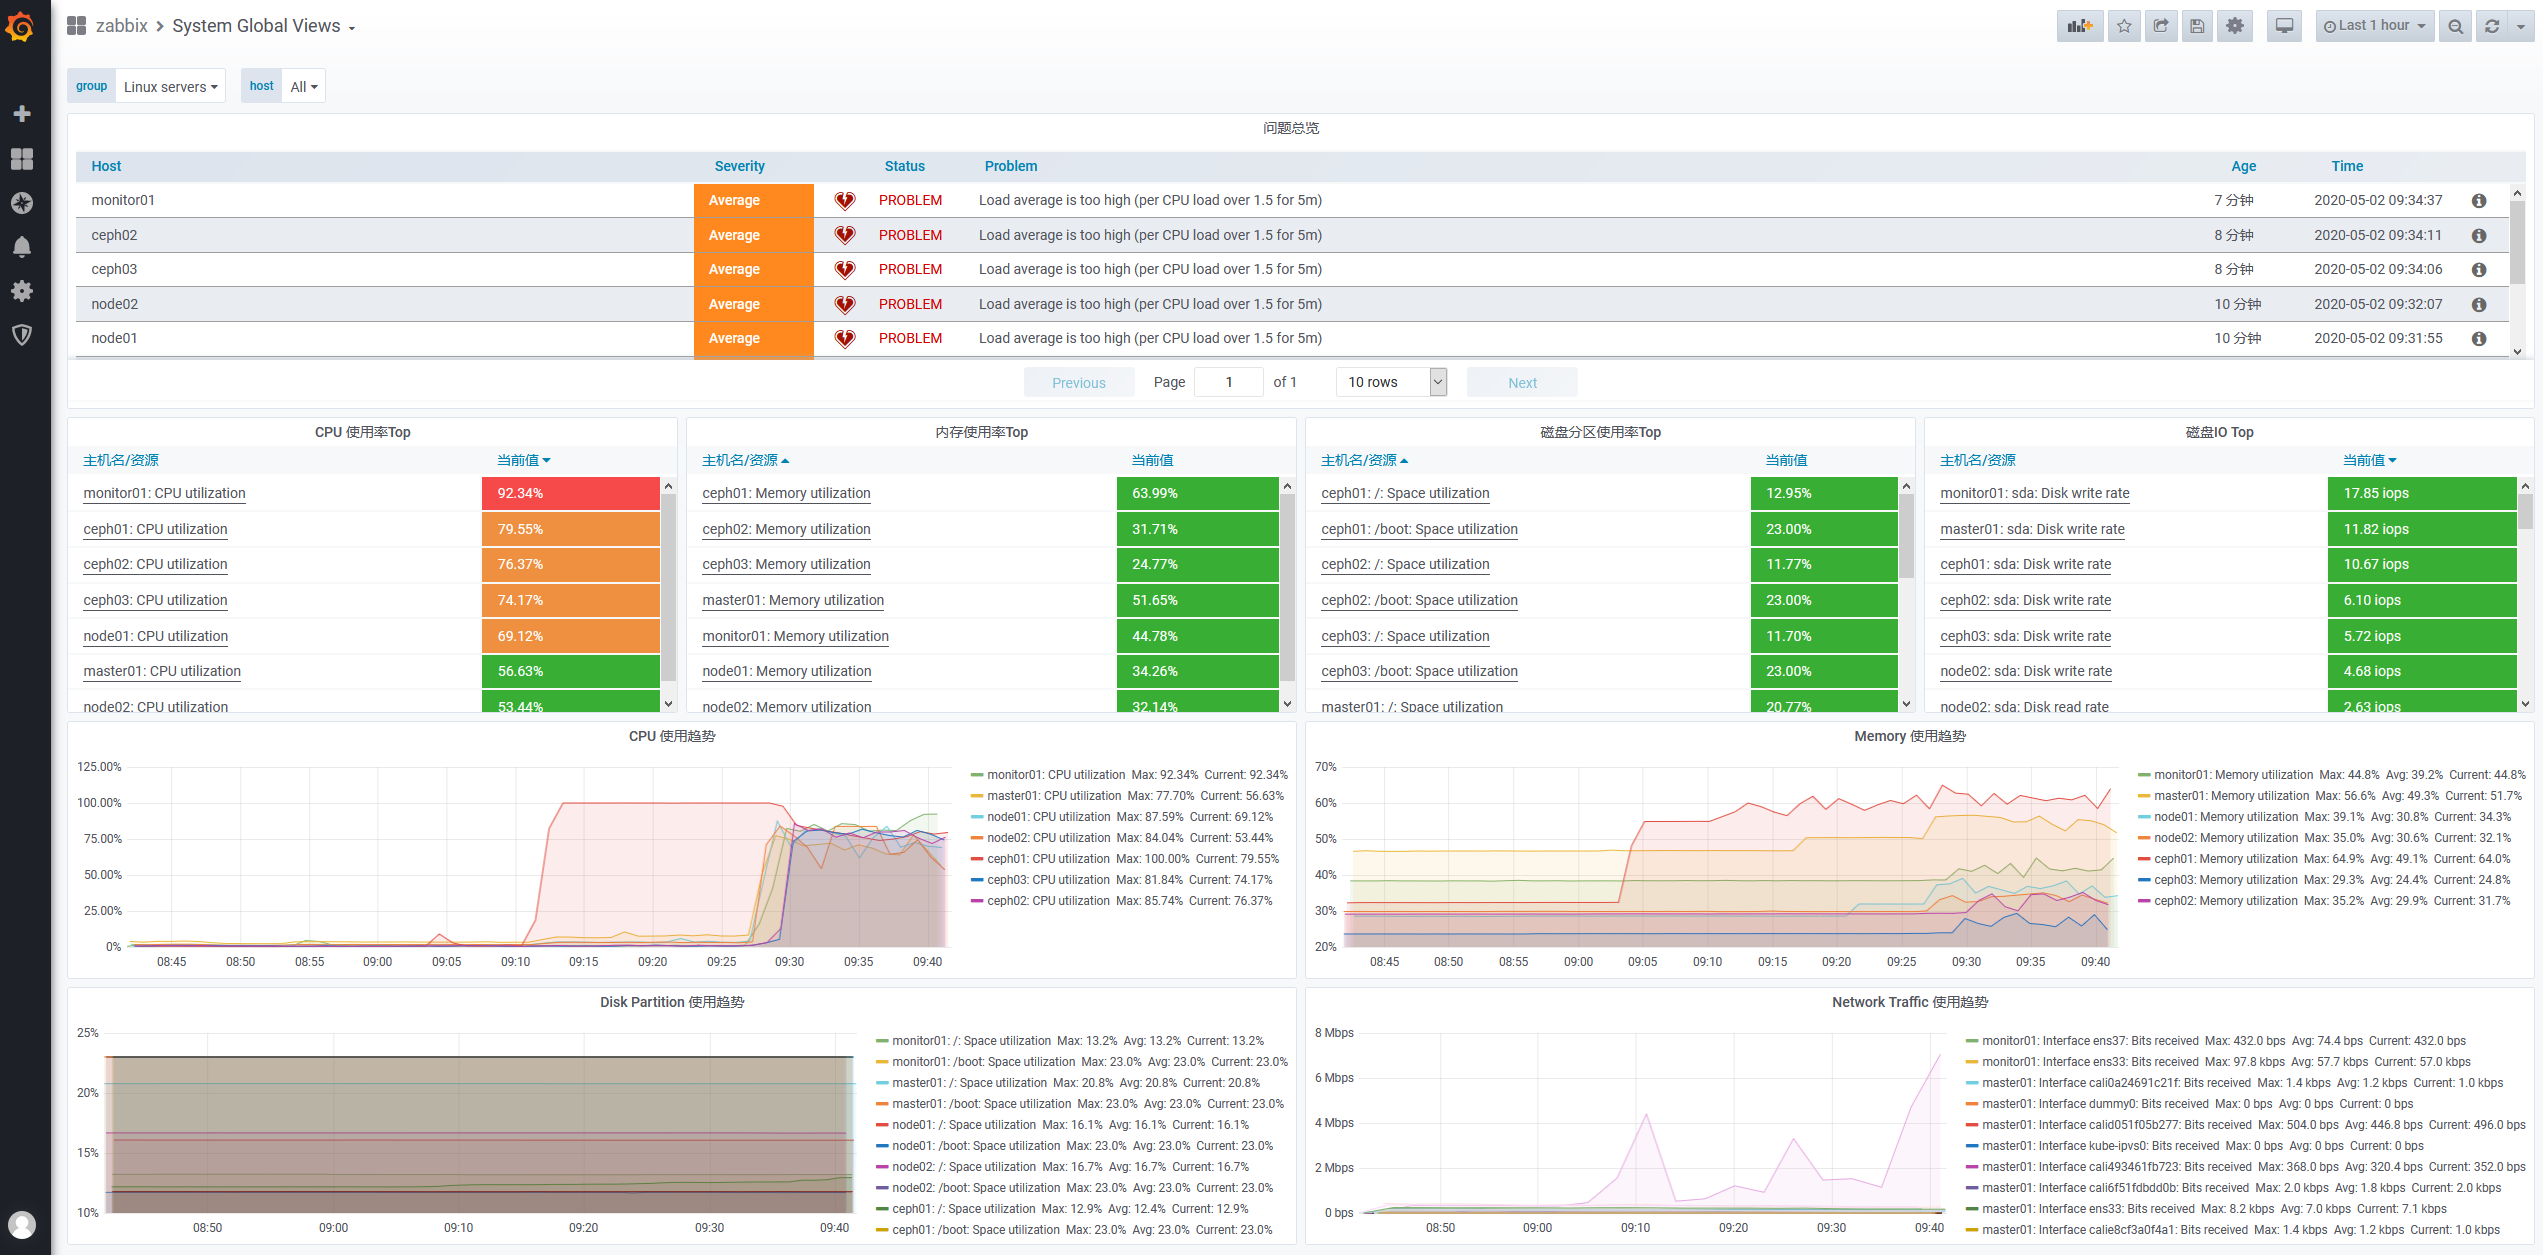 zabbix > System Global Views
Last 1 hour
group Linux servers host All
问题总览
Host Severity Status Problem Age Time
monitor01 Average PROBLEM Load average is too high (per CPU load over 1.5 for 5m) 7 分钟 2020-05-02 09:34:37
ceph02 Average PROBLEM Load average is too high (per CPU load over 1.5 for 5m) 8 分钟 2020-05-02 09:34:11
ceph03 Average PROBLEM Load average is too high (per CPU load over 1.5 for 5m) 8 分钟 2020-05-02 09:34:06
node02 Average PROBLEM Load average is too high (per CPU load over 1.5 for 5m) 10 分钟 2020-05-02 09:32:07
node01 Average PROBLEM Load average is too high (per CPU load over 1.5 for 5m) 10 分钟 2020-05-02 09:31:55
Previous Page 1 of 1 10 rows Next
CPU 使用率Top
主机名/资源 当前值
monitor01: CPU utilization 92.34%
ceph01: CPU utilization 79.55%
ceph02: CPU utilization 76.37%
ceph03: CPU utilization 74.17%
node01: CPU utilization 69.12%
master01: CPU utilization 56.63%
node02: CPU utilization 53.44%
内存使用率Top
主机名/资源 当前值
ceph01: Memory utilization 63.99%
ceph02: Memory utilization 31.71%
ceph03: Memory utilization 24.77%
master01: Memory utilization 51.65%
monitor01: Memory utilization 44.78%
node01: Memory utilization 34.26%
node02: Memory utilization 32.14%
磁盘分区使用率Top
主机名/资源 当前值
ceph01: /: Space utilization 12.95%
ceph01: /boot: Space utilization 23.00%
ceph02: /: Space utilization 11.77%
ceph02: /boot: Space utilization 23.00%
ceph03: /: Space utilization 11.70%
ceph03: /boot: Space utilization 23.00%
master01: /: Space utilization 20.77%
磁盘IO Top
主机名/资源 当前值
monitor01: sda: Disk write rate 17.85 iops
master01: sda: Disk write rate 11.82 iops
ceph01: sda: Disk write rate 10.67 iops
ceph02: sda: Disk write rate 6.10 iops
ceph03: sda: Disk write rate 5.72 iops
node02: sda: Disk write rate 4.68 iops
node02: sda: Disk read rate 2.63 iops
CPU 使用趋势
125.00%
100.00%
75.00%
50.00%
25.00%
0%
08:45 08:50 08:55 09:00 09:05 09:10 09:15 09:20 09:25 09:30 09:35 09:40
monitor01: CPU utilization Max: 92.34% Current: 92.34%
master01: CPU utilization Max: 77.70% Current: 56.63%
node01: CPU utilization Max: 87.59% Current: 69.12%
node02: CPU utilization Max: 84.04% Current: 53.44%
ceph01: CPU utilization Max: 100.00% Current: 79.55%
ceph03: CPU utilization Max: 81.84% Current: 74.17%
ceph02: CPU utilization Max: 85.74% Current: 76.37%
Memory 使用趋势
70%
60%
50%
40%
30%
20%
08:45 08:50 08:55 09:00 09:05 09:10 09:15 09:20 09:25 09:30 09:35 09:40
monitor01: Memory utilization Max: 44.8% Avg: 39.2% Current: 44.8%
master01: Memory utilization Max: 56.6% Avg: 49.3% Current: 51.7%
node01: Memory utilization Max: 39.1% Avg: 30.8% Current: 34.3%
node02: Memory utilization Max: 35.0% Avg: 30.6% Current: 32.1%
ceph01: Memory utilization Max: 64.9% Avg: 49.1% Current: 64.0%
ceph03: Memory utilization Max: 29.3% Avg: 24.4% Current: 24.8%
ceph02: Memory utilization Max: 35.2% Avg: 29.9% Current: 31.7%
Disk Partition 使用趋势
25%
20%
15%
10%
08:50 09:00 09:10 09:20 09:30 09:40
monitor01: /: Space utilization Max: 13.2% Avg: 13.2% Current: 13.2%
monitor01: /boot: Space utilization Max: 23.0% Avg: 23.0% Current: 23.0%
master01: /: Space utilization Max: 20.8% Avg: 20.8% Current: 20.8%
master01: /boot: Space utilization Max: 23.0% Avg: 23.0% Current: 23.0%
node01: /: Space utilization Max: 16.1% Avg: 16.1% Current: 16.1%
node01: /boot: Space utilization Max: 23.0% Avg: 23.0% Current: 23.0%
node02: /: Space utilization Max: 16.7% Avg: 16.7% Current: 16.7%
node02: /boot: Space utilization Max: 23.0% Avg: 23.0% Current: 23.0%
ceph01: /: Space utilization Max: 12.9% Avg: 12.4% Current: 12.9%
ceph01: /boot: Space utilization Max: 23.0% Avg: 23.0% Current: 23.0%
Network Traffic 使用趋势
8 Mbps
6 Mbps
4 Mbps
2 Mbps
0 bps
08:50 09:00 09:10 09:20 09:30 09:40
monitor01: Interface ens37: Bits received Max: 432.0 bps Avg: 74.4 bps Current: 432.0 bps
monitor01: Interface ens33: Bits received Max: 97.8 kbps Avg: 57.7 kbps Current: 57.0 kbps
master01: Interface cali0a24691c21f: Bits received Max: 1.4 kbps Avg: 1.2 kbps Current: 1.0 kbps
master01: Interface dummy0: Bits received Max: 0 bps Avg: 0 bps Current: 0 bps
master01: Interface calid051f05b277: Bits received Max: 504.0 bps Avg: 446.8 bps Current: 496.0 bps
master01: Interface kube-ipvs0: Bits received Max: 0 bps Avg: 0 bps Current: 0 bps
master01: Interface cali493461fb723: Bits received Max: 368.0 bps Avg: 320.4 bps Current: 352.0 bps
master01: Interface cali6f51fdbdd0b: Bits received Max: 2.0 kbps Avg: 1.8 kbps Current: 2.0 kbps
master01: Interface ens33: Bits received Max: 8.2 kbps Avg: 7.0 kbps Current: 7.1 kbps
master01: Interface calie8cf3a0f4a1: Bits received Max: 1.4 kbps Avg: 1.2 kbps Current: 1.0 kbps